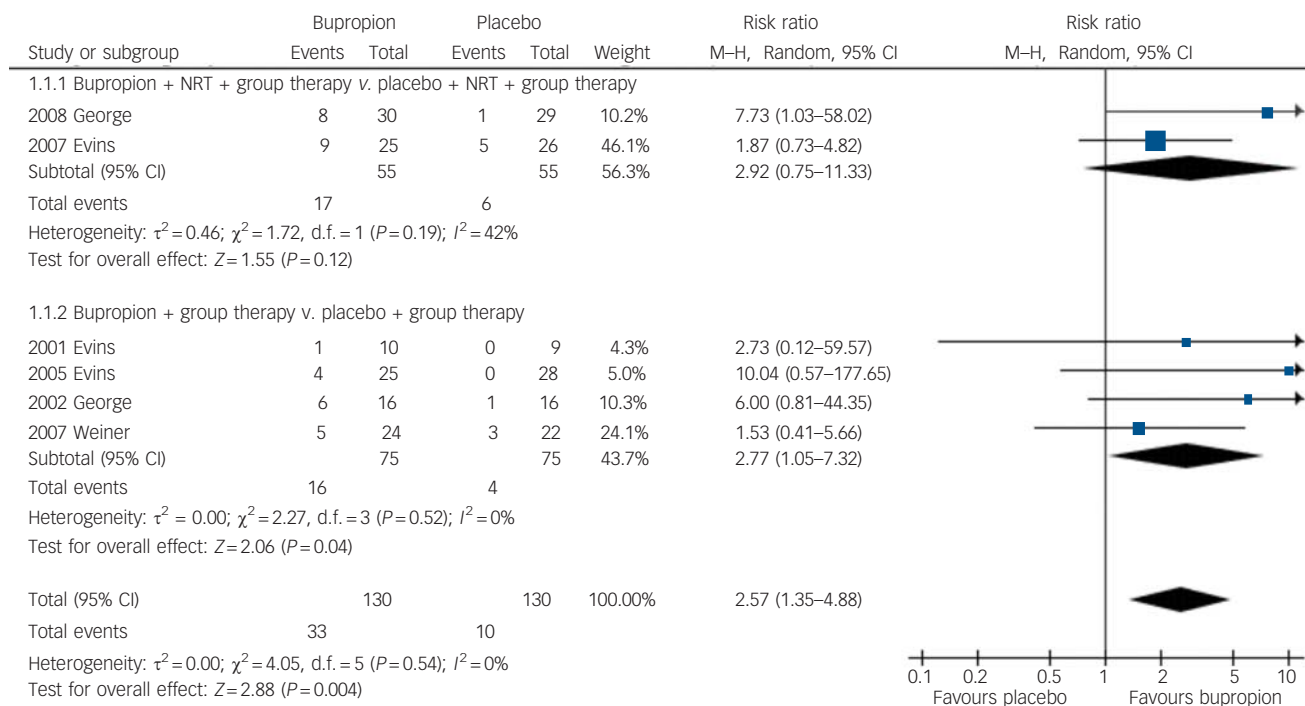 Bupropion Placebo Risk ratio Risk ratio
Study or subgroup Events Total Events Total Weight M–H, Random, 95% CI M–H, Random, 95% CI
1.1.1 Bupropion + NRT + group therapy v. placebo + NRT + group therapy
2008 George 8 30 1 29 10.2% 7.73 (1.03–58.02)
2007 Evins 9 25 5 26 46.1% 1.87 (0.73–4.82)
Subtotal (95% CI) 55 55 56.3% 2.92 (0.75–11.33)
Total events 17 6
Heterogeneity: τ²=0.46; χ²=1.72, d.f.=1 (P=0.19); I²=42%
Test for overall effect: Z=1.55 (P=0.12)
1.1.2 Bupropion + group therapy v. placebo + group therapy
2001 Evins 1 10 0 9 4.3% 2.73 (0.12–59.57)
2005 Evins 4 25 0 28 5.0% 10.04 (0.57–177.65)
2002 George 6 16 1 16 10.3% 6.00 (0.81–44.35)
2007 Weiner 5 24 3 22 24.1% 1.53 (0.41–5.66)
Subtotal (95% CI) 75 75 43.7% 2.77 (1.05–7.32)
Total events 16 4
Heterogeneity: τ² = 0.00; χ²=2.27, d.f.=3 (P=0.52); I²=0%
Test for overall effect: Z=2.06 (P=0.04)
Total (95% CI) 130 130 100.00% 2.57 (1.35–4.88)
Total events 33 10
Heterogeneity: τ²=0.00; χ²=4.05, d.f.=5 (P=0.54); I²=0%
Test for overall effect: Z=2.88 (P=0.004)
0.1 0.2 0.5 1 2 5 10
Favours placebo Favours bupropion